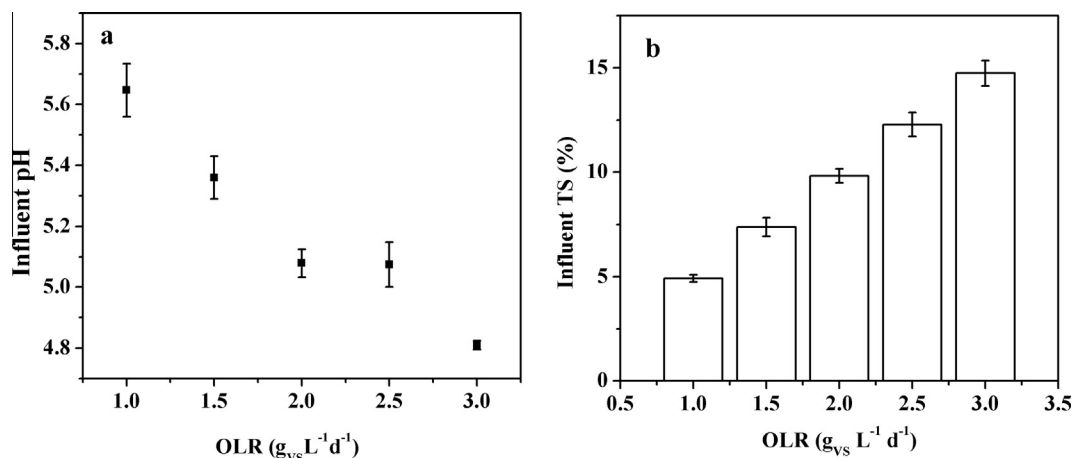 a
5.8
5.6
5.4
5.2
5.0
4.8
Influent pH
1.0 1.5 2.0 2.5 3.0
OLR (g_VS L⁻¹d⁻¹)
b
15
10
5
0
Influent TS (%)
0.5 1.0 1.5 2.0 2.5 3.0 3.5
OLR (g_VS L⁻¹ d⁻¹)